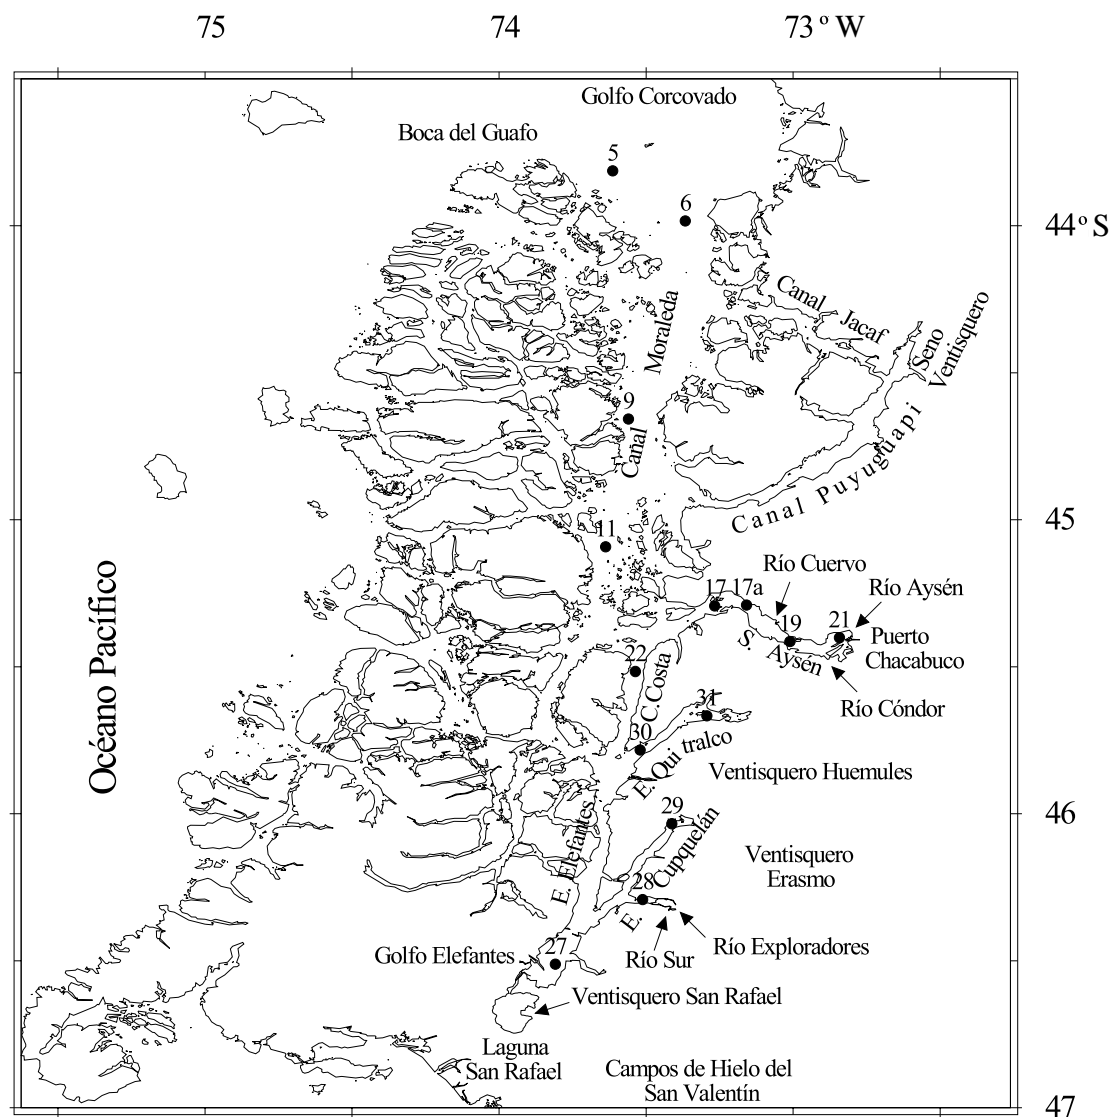 75
74
73 º W
Golfo Corcovado
Boca del Guafo
5
6
44º S
Canal Jacaf
Seno
Ventisquero
Moraleda
9
Canal
Canal Puyuguapi
11
45
Río Cuervo
17
17a
Río Aysén
19
21
S. Aysén
Puerto
Chacabuco
22
C.Costa
Río Cóndor
31
30
E. Quitralco
Océano Pacífico
Ventisquero Huemules
29
46
E. Elefantes
E. Cupquelán
Ventisquero
Erasmo
28
Río Exploradores
Río Sur
Golfo Elefantes
27
Ventisquero San Rafael
Laguna
San Rafael
Campos de Hielo del
San Valentín
47